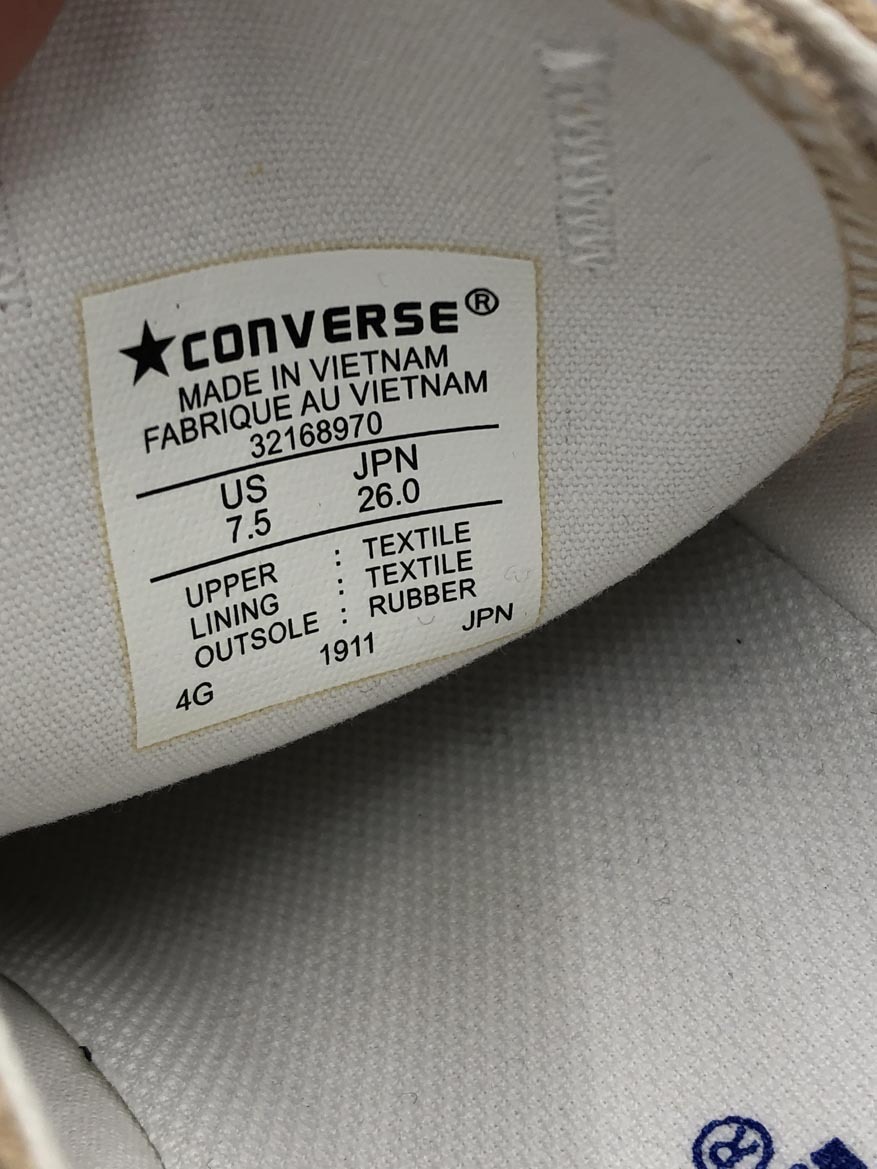 ★CONVERSE®
MADE IN VIETNAM
FABRIQUE AU VIETNAM
32168970
US JPN
7.5 26.0
UPPER : TEXTILE
LINING : TEXTILE
OUTSOLE : RUBBER
4G 1911 JPN
®